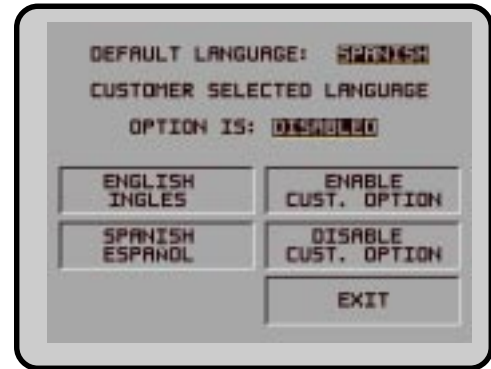 DEFAULT LANGUAGE: SPANISH
CUSTOMER SELECTED LANGUAGE
OPTION IS: DISABLED
ENGLISH
INGLES
ENABLE
CUST. OPTION
SPANISH
ESPANOL
DISABLE
CUST. OPTION
EXIT